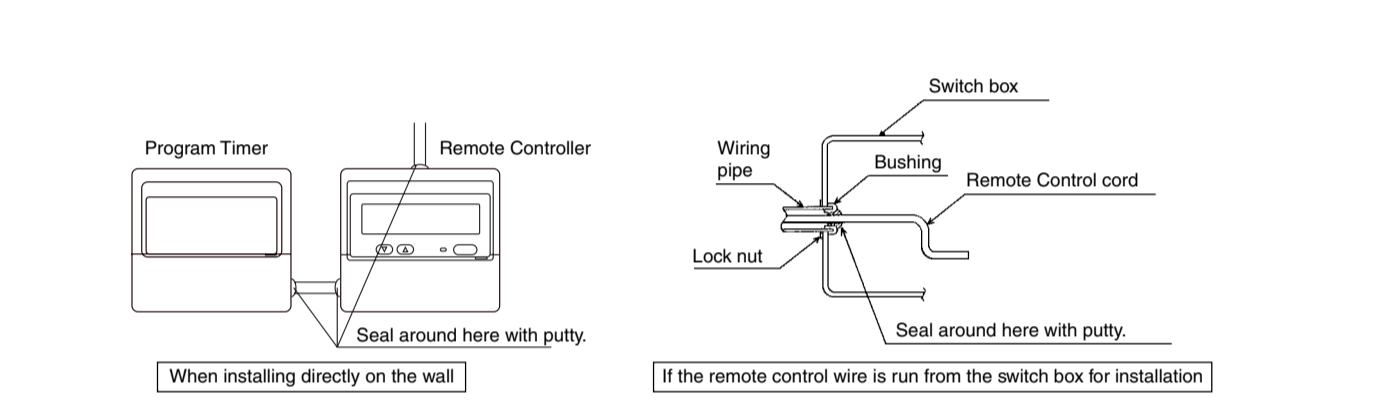 Program Timer
Remote Controller
Seal around here with putty.
When installing directly on the wall
Switch box
Wiring
pipe
Bushing
Remote Control cord
Lock nut
Seal around here with putty.
If the remote control wire is run from the switch box for installation